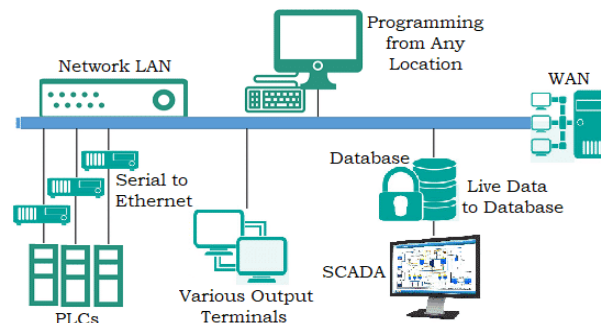 Programming
from Any
Location
Network LAN
WAN
Serial to
Ethernet
Database
Live Data
to Database
SCADA
Various Output
Terminals
PLCs